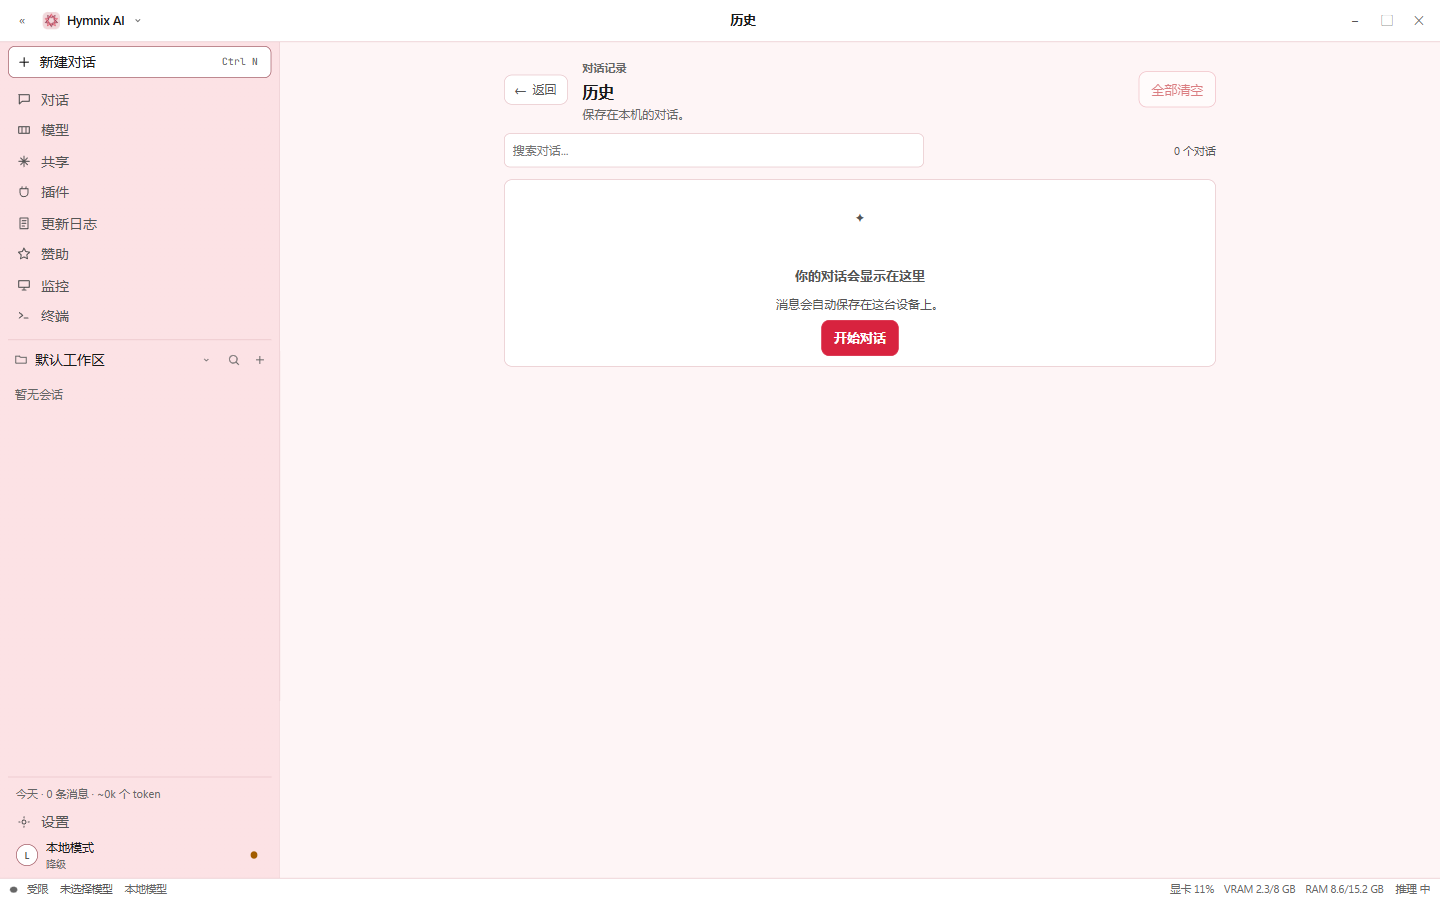 « Hymnix AI
历史
新建对话 Ctrl N
对话
模型
共享
插件
更新日志
赞助
监控
终端
默认工作区
暂无会话
今天 · 0 条消息 · ~0k 个 token
设置
L
本地模式
降级
对话记录
← 返回
历史
保存在本机的对话。
全部清空
搜索对话...
0 个对话
你的对话会显示在这里
消息会自动保存在这台设备上。
开始对话
受限 未选择模型 本地模型
显卡 11% VRAM 2.3/8 GB RAM 8.6/15.2 GB 推理 中